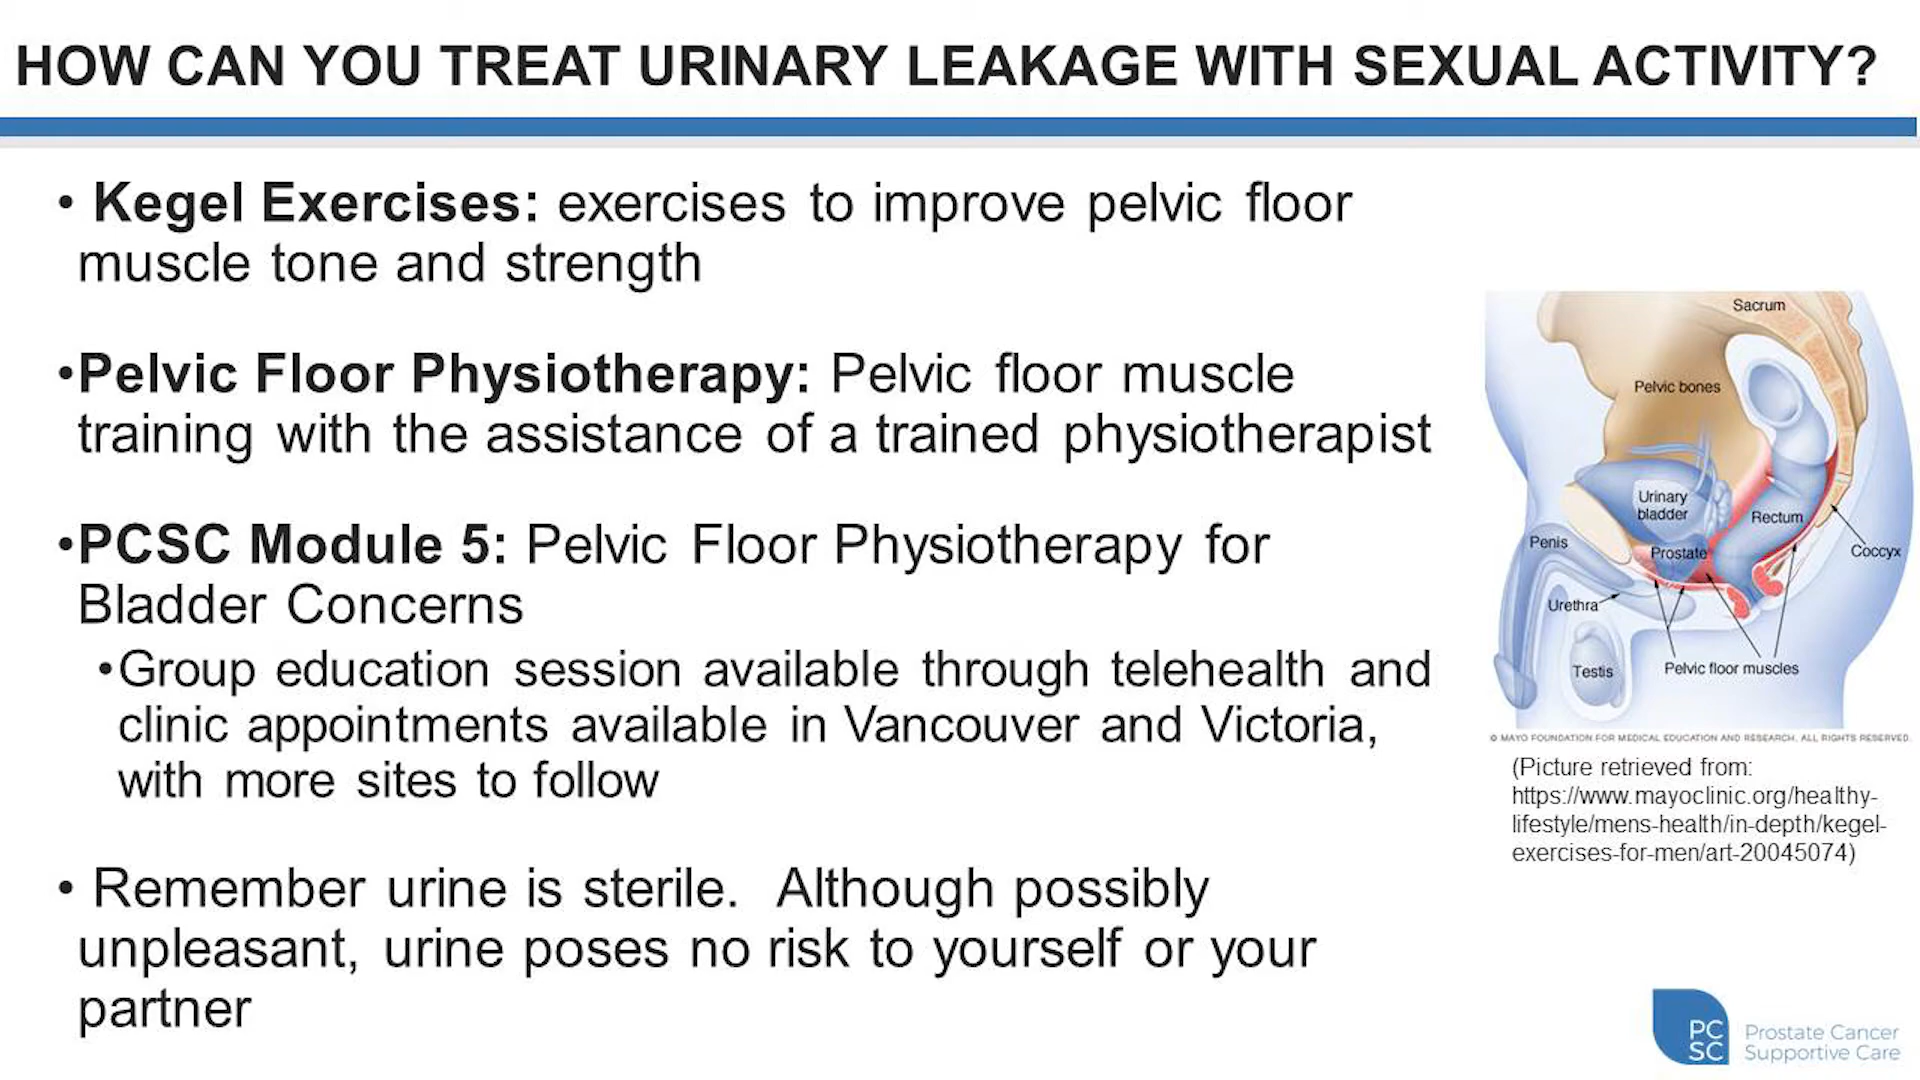 HOW CAN YOU TREAT URINARY LEAKAGE WITH SEXUAL ACTIVITY?
• Kegel Exercises: exercises to improve pelvic floor
muscle tone and strength
•Pelvic Floor Physiotherapy: Pelvic floor muscle
training with the assistance of a trained physiotherapist
•PCSC Module 5: Pelvic Floor Physiotherapy for
Bladder Concerns
•Group education session available through telehealth and
clinic appointments available in Vancouver and Victoria,
with more sites to follow
• Remember urine is sterile. Although possibly
unpleasant, urine poses no risk to yourself or your
partner
Sacrum
Pelvic bones
Urinary
bladder
Rectum
Penis
Prostate
Coccyx
Urethra
Testis
Pelvic floor muscles
© MAYO FOUNDATION FOR MEDICAL EDUCATION AND RESEARCH. ALL RIGHTS RESERVED.
(Picture retrieved from:
https://www.mayoclinic.org/healthy-
lifestyle/mens-health/in-depth/kegel-
exercises-for-men/art-20045074)
PC
SC
Prostate Cancer
Supportive Care